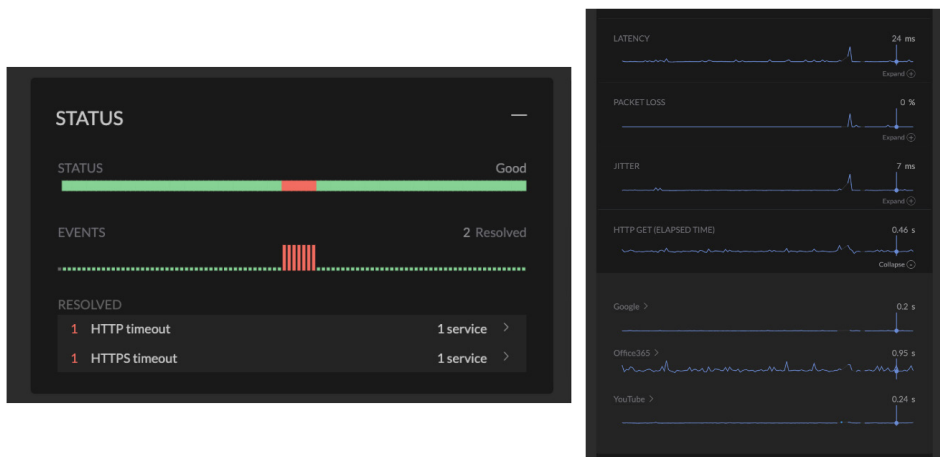 STATUS
STATUS Good
EVENTS 2 Resolved
RESOLVED
1 HTTP timeout 1 service >
1 HTTPS timeout 1 service >
LATENCY 24 ms
Expand
PACKET LOSS 0 %
Expand
JITTER 7 ms
Expand
HTTP GET (ELAPSED TIME) 0.46 s
Collapse
Google > 0.2 s
Office365 > 0.95 s
YouTube > 0.24 s